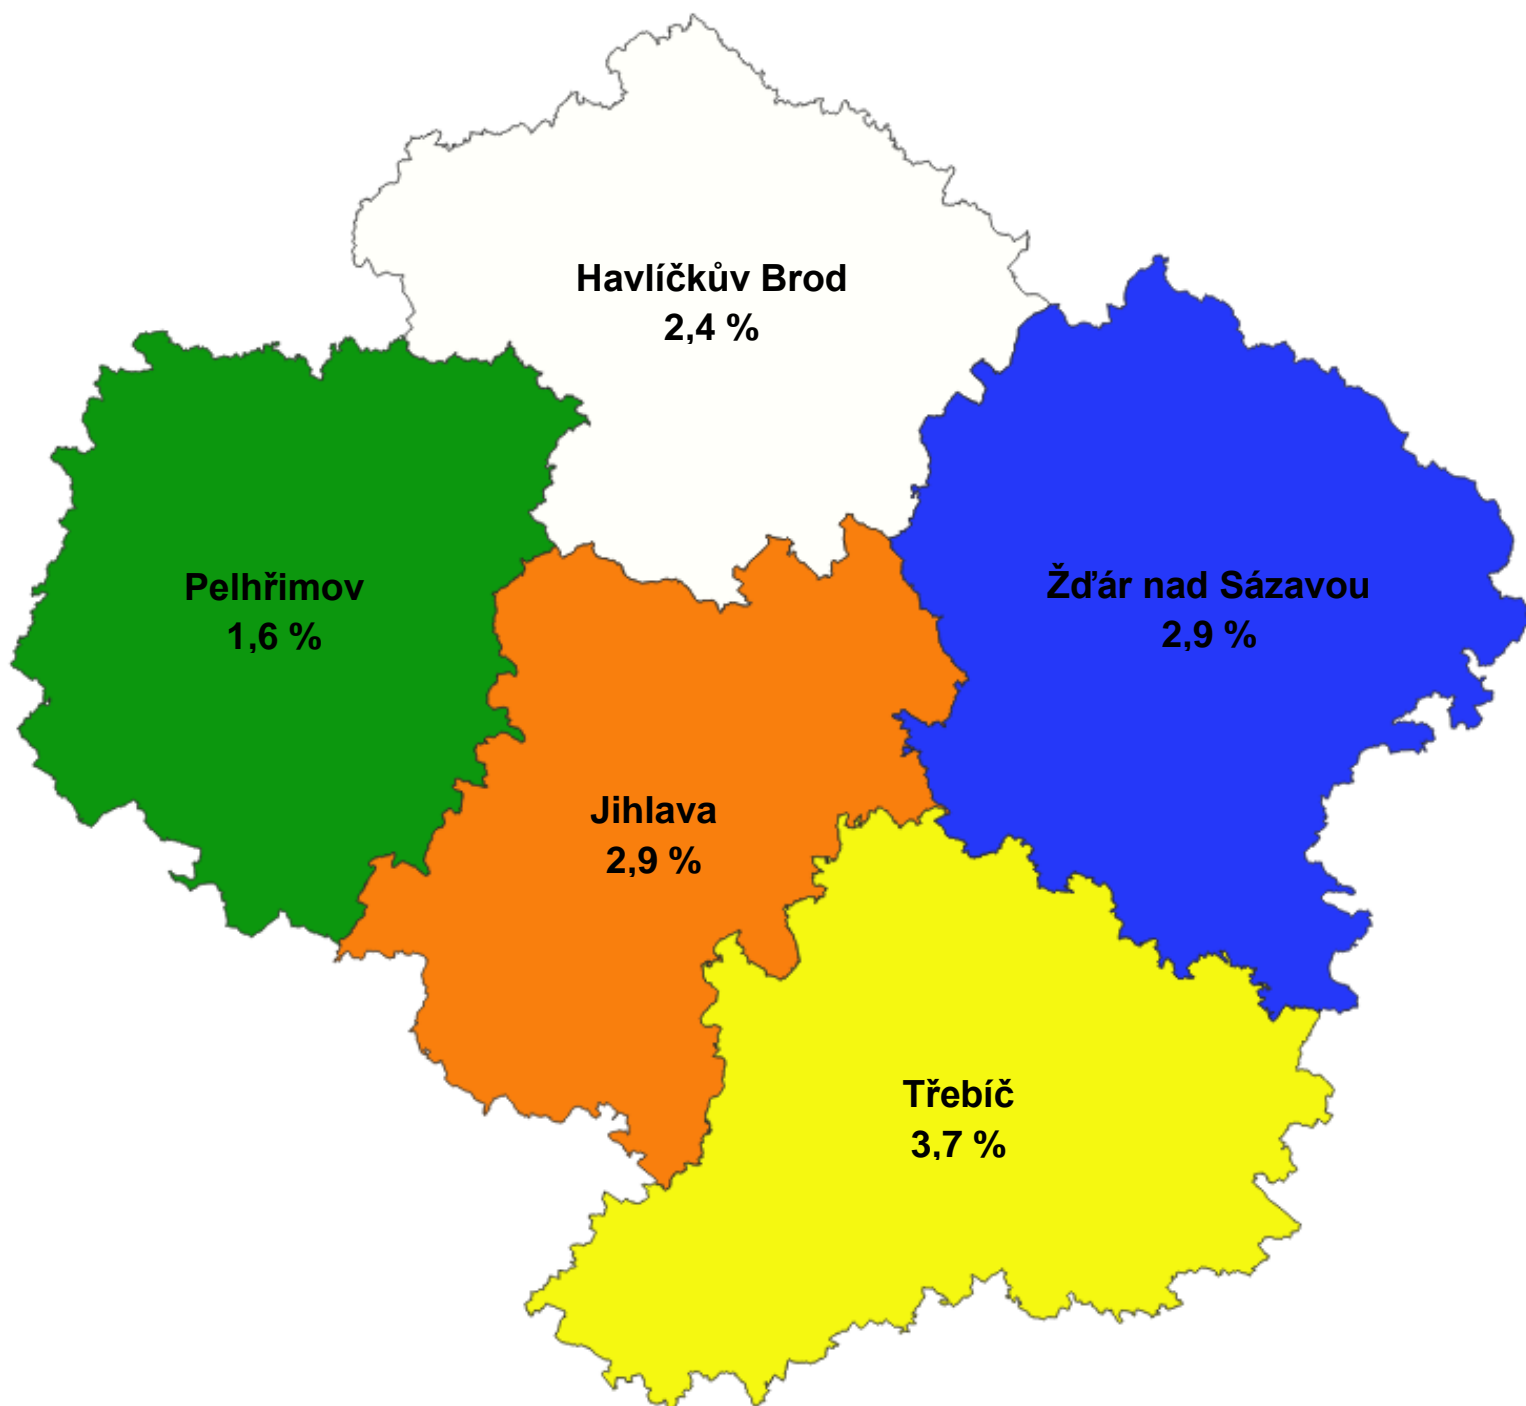 Havlíčkův Brod
2,4 %
Pelhřimov
1,6 %
Žďár nad Sázavou
2,9 %
Jihlava
2,9 %
Třebíč
3,7 %